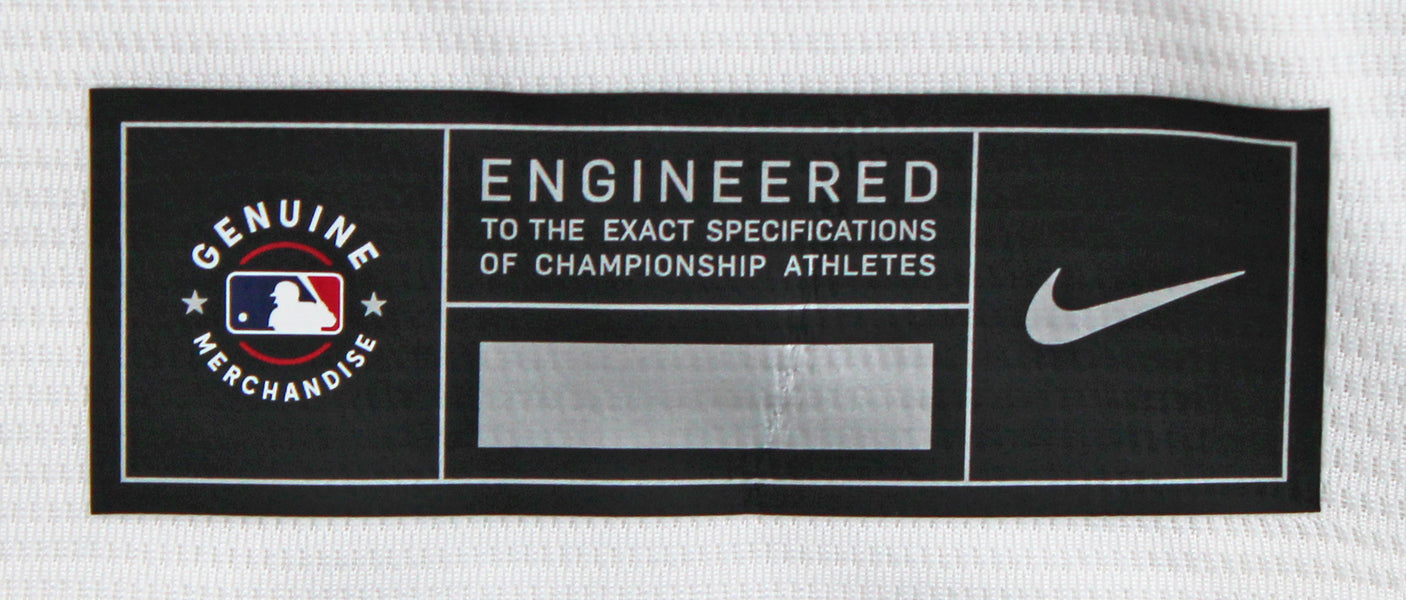 GENUINE
MERCHANDISE
ENGINEERED
TO THE EXACT SPECIFICATIONS
OF CHAMPIONSHIP ATHLETES